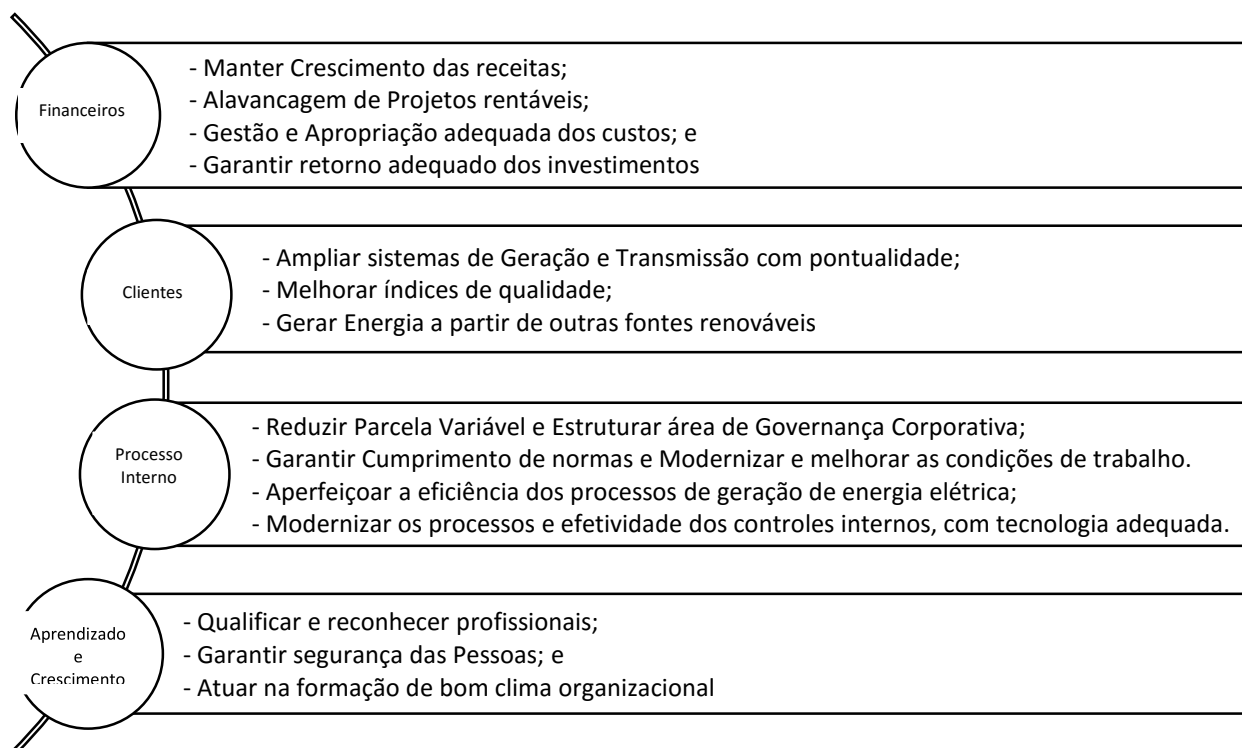 Financeiros
- Manter Crescimento das receitas;
- Alavancagem de Projetos rentáveis;
- Gestão e Apropriação adequada dos custos; e
- Garantir retorno adequado dos investimentos
Clientes
- Ampliar sistemas de Geração e Transmissão com pontualidade;
- Melhorar índices de qualidade;
- Gerar Energia a partir de outras fontes renováveis
Processo
Interno
- Reduzir Parcela Variável e Estruturar área de Governança Corporativa;
- Garantir Cumprimento de normas e Modernizar e melhorar as condições de trabalho.
- Aperfeiçoar a eficiência dos processos de geração de energia elétrica;
- Modernizar os processos e efetividade dos controles internos, com tecnologia adequada.
Aprendizado
e
Crescimento
- Qualificar e reconhecer profissionais;
- Garantir segurança das Pessoas; e
- Atuar na formação de bom clima organizacional